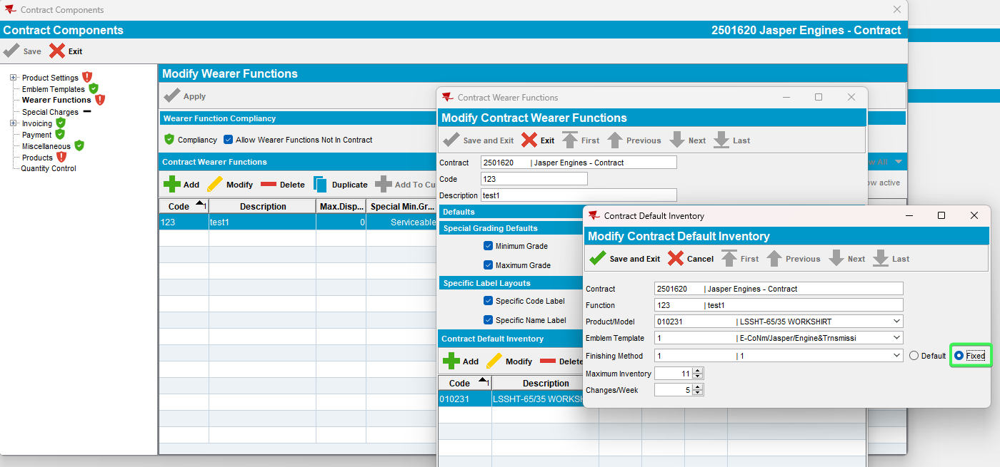 Contract Components
Contract Components 2501620 Jasper Engines - Contract
Save Exit
Product Settings
Emblem Templates
Wearer Functions
Special Charges
Invoicing
Payment
Miscellaneous
Products
Quantity Control
Modify Wearer Functions
Apply
Wearer Function Compliancy
Compliancy Allow Wearer Functions Not In Contract
Contract Wearer Functions
Add Modify Delete Duplicate Add To Cu
Code 1 Description Max.Disp... Special Min.Gr...
123 test1 0 Serviceable
All
ow active
Contract Wearer Functions
Modify Contract Wearer Functions
Save and Exit Exit First Previous Next Last
Contract 2501620 | Jasper Engines - Contract
Code 123
Description test1
Defaults
Special Grading Defaults
Minimum Grade
Maximum Grade
Specific Label Layouts
Specific Code Label
Specific Name Label
Contract Default Inventory
Add Modify Delete
Code 1 Description
010231 LSSHT-65/35 WORKSH
Contract Default Inventory
Modify Contract Default Inventory
Save and Exit Cancel First Previous Next Last
Contract 2501620 | Jasper Engines - Contract
Function 123 | test1
Product/Model 010231 | LSSHT-65/35 WORKSHIRT
Emblem Template 1 | E-CoNm/Jasper/Engine&Trnsmissi
Finishing Method 1 | 1 Default Fixed
Maximum Inventory 11
Changes/Week 5